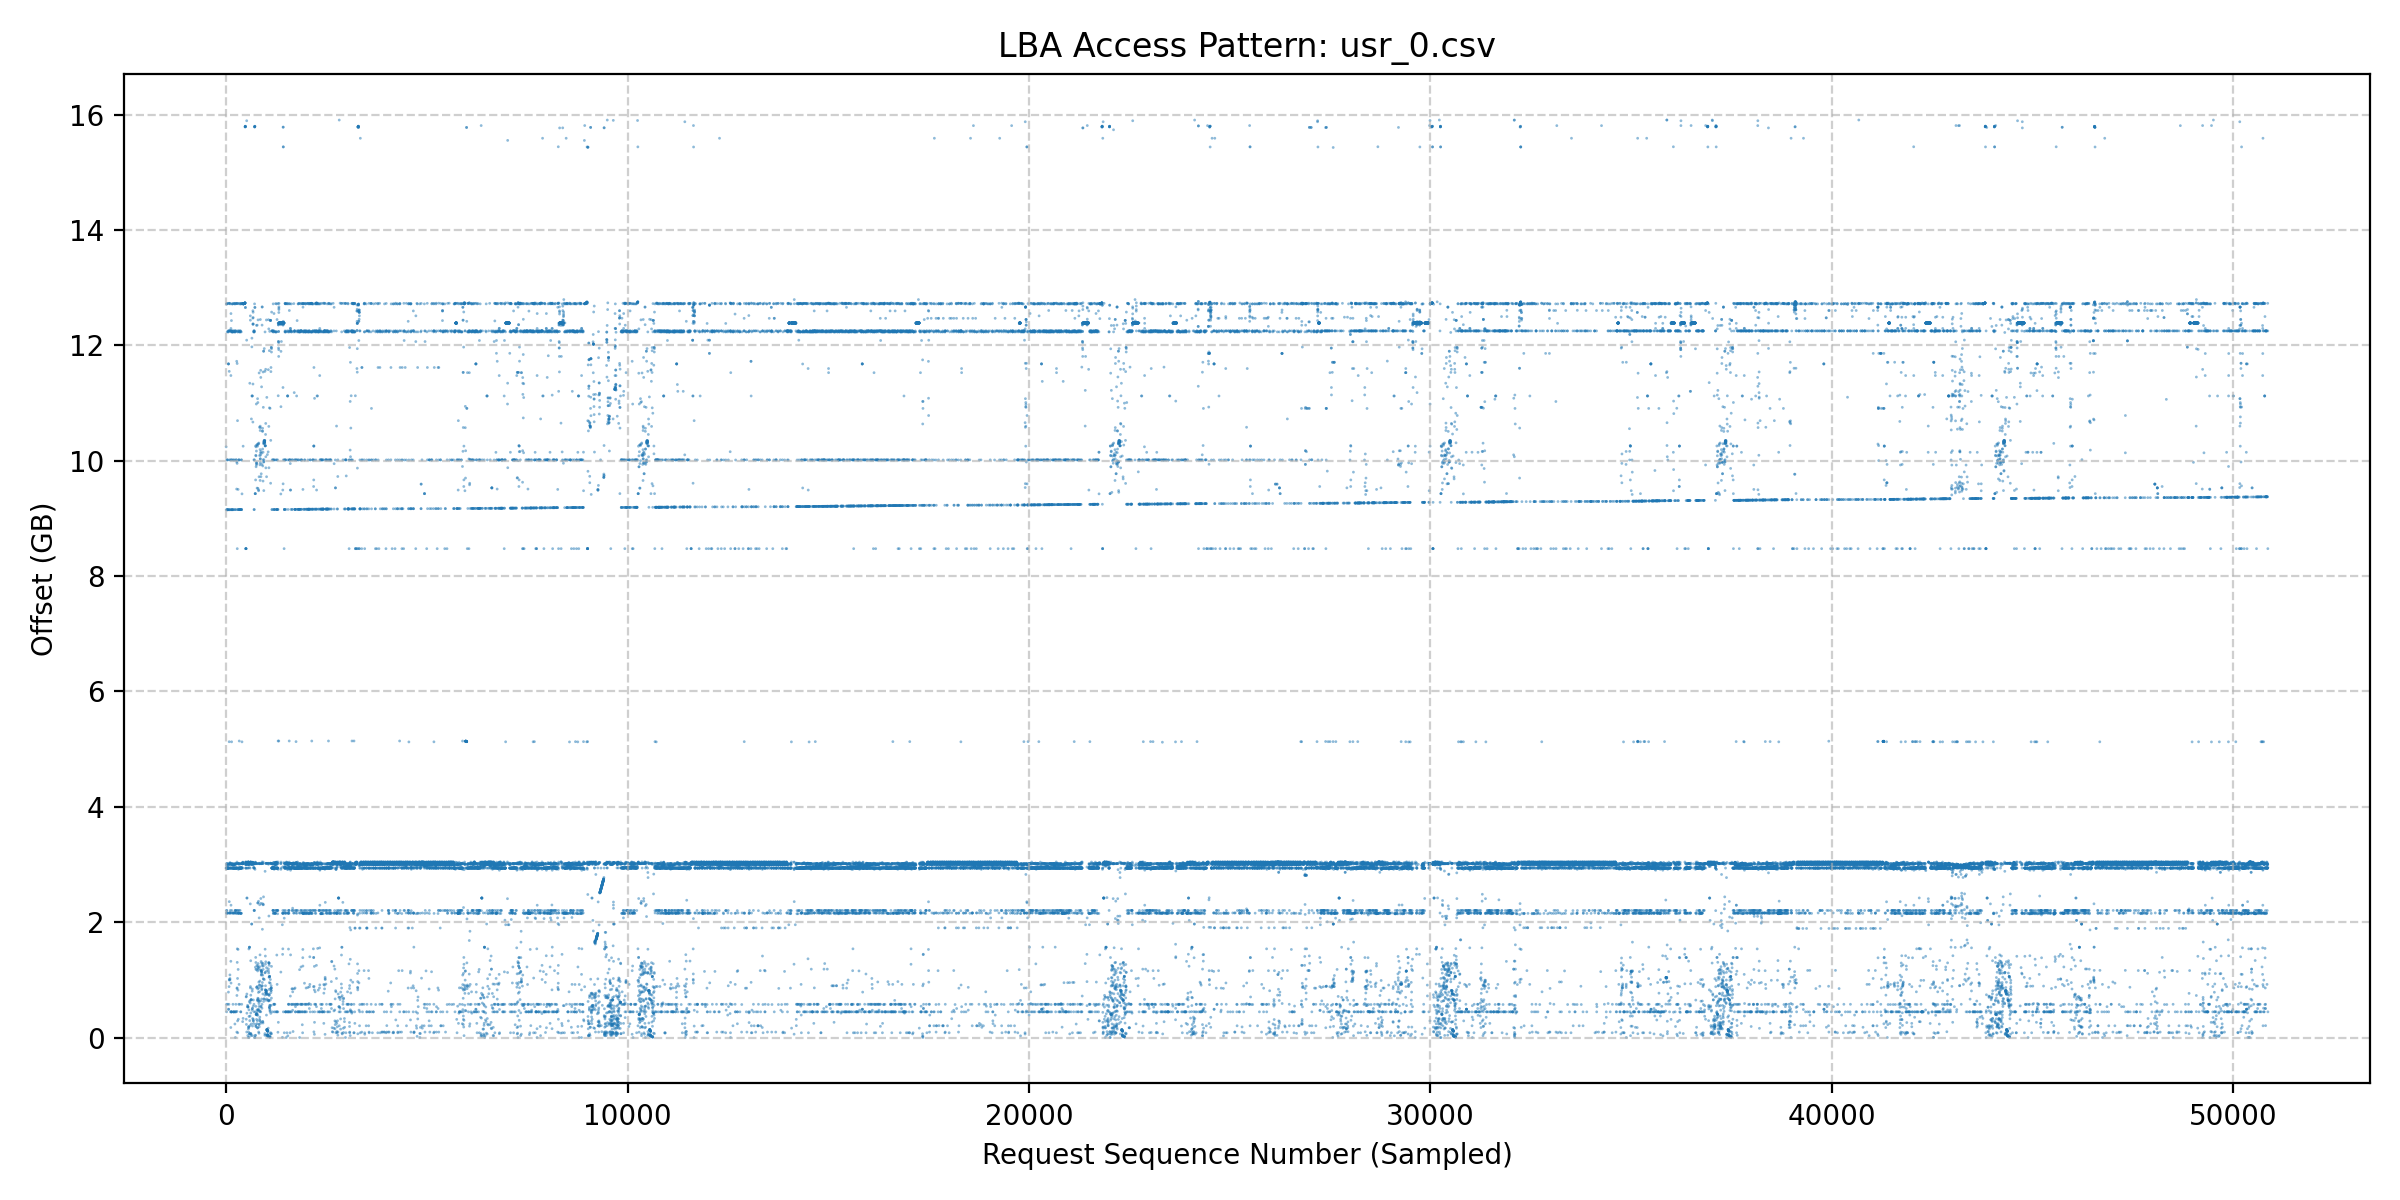 LBA Access Pattern: usr_0.csv
Offset (GB)
16
14
12
10
8
6
4
2
0
0 10000 20000 30000 40000 50000
Request Sequence Number (Sampled)